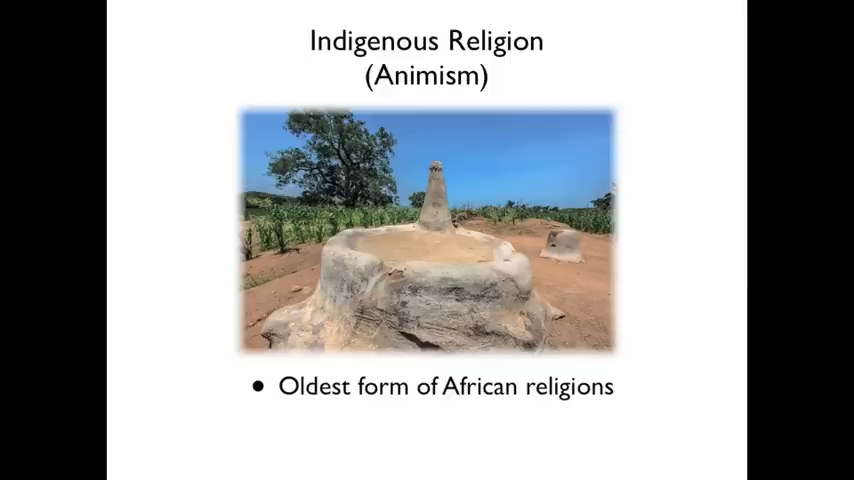 Indigenous Religion
(Animism)
• Oldest form of African religions